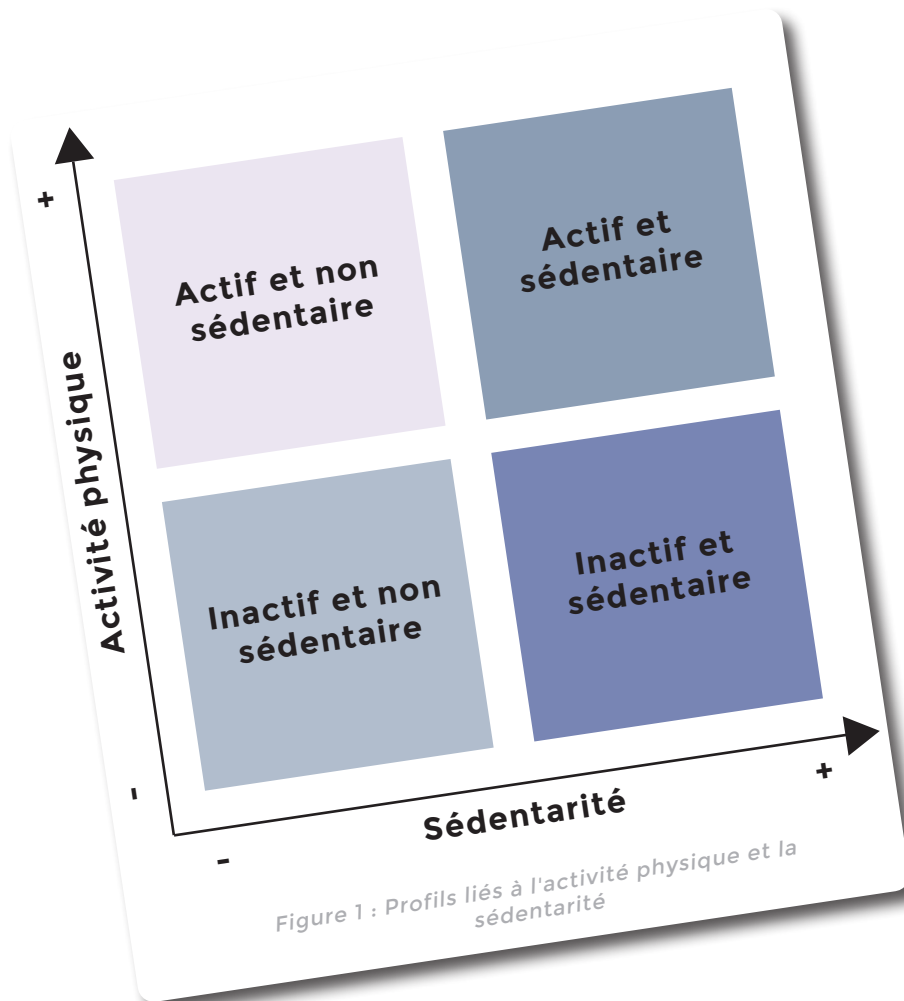 +
Actif et non
sédentaire
Actif et
sédentaire
Activité physique
Inactif et non
sédentaire
Inactif et
sédentaire
-
-
Sédentarité
+
Figure 1 : Profils liés à l'activité physique et la
sédentarité